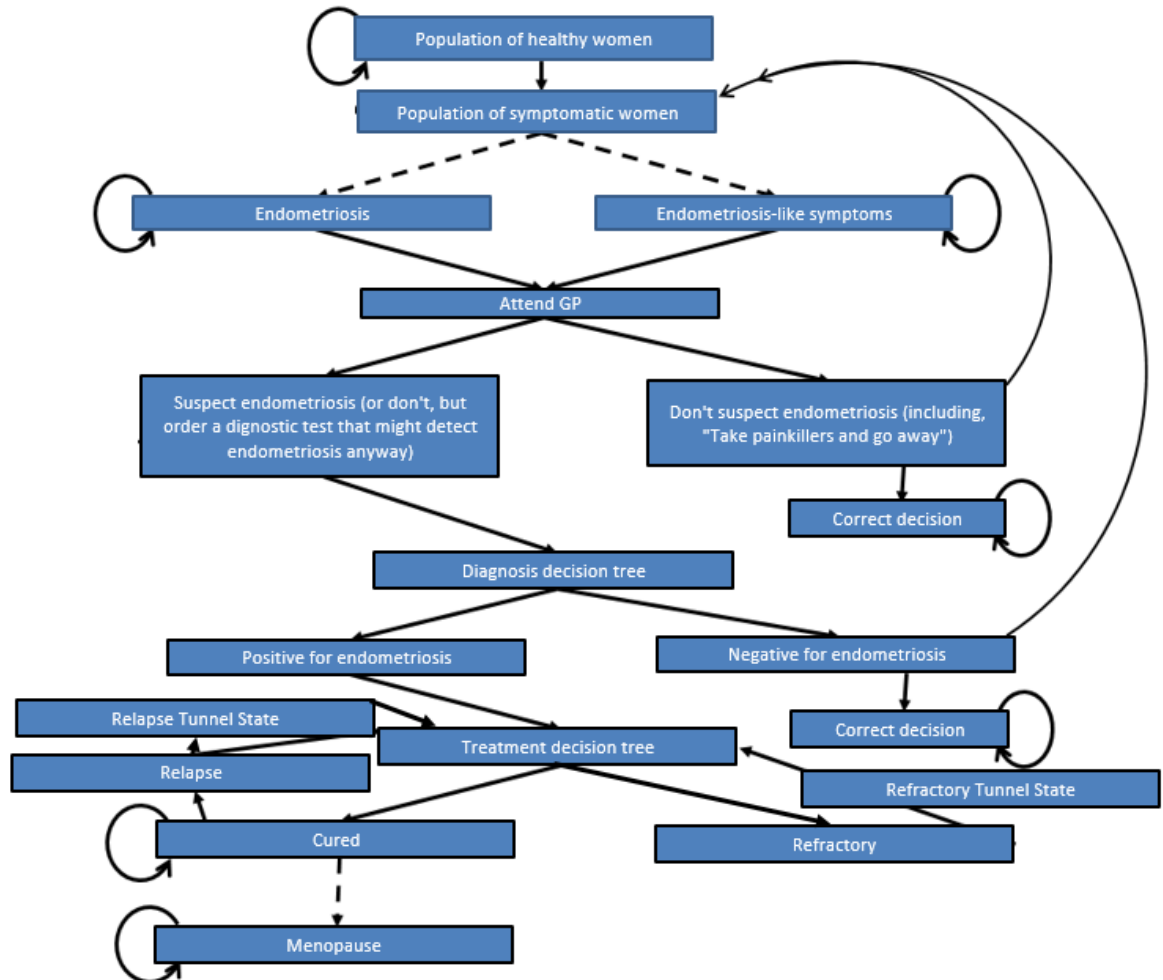 Population of healthy women
Population of symptomatic women
Endometriosis
Endometriosis-like symptoms
Attend GP
Suspect endometriosis (or don't, but
order a dignostic test that might detect
endometriosis anyway)
Don't suspect endometriosis (including,
"Take painkillers and go away")
Correct decision
Diagnosis decision tree
Positive for endometriosis
Negative for endometriosis
Relapse Tunnel State
Correct decision
Treatment decision tree
Relapse
Refractory Tunnel State
Cured
Refractory
Menopause